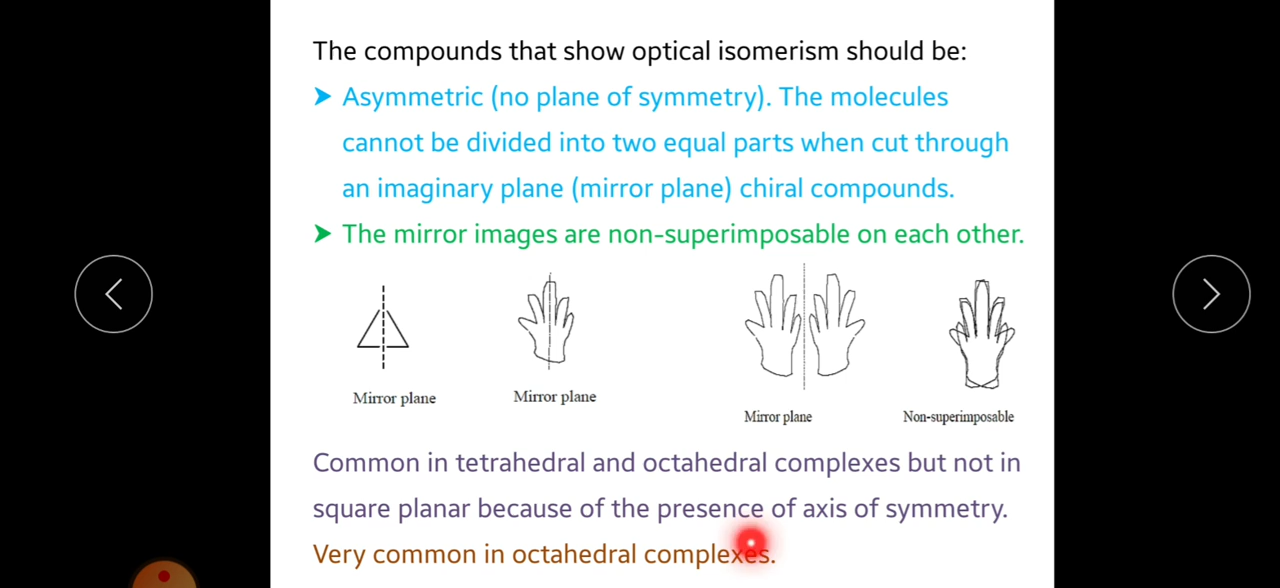 The compounds that show optical isomerism should be:
➤ Asymmetric (no plane of symmetry). The molecules
cannot be divided into two equal parts when cut through
an imaginary plane (mirror plane) chiral compounds.
➤ The mirror images are non-superimposable on each other.
Mirror plane
Mirror plane
Mirror plane
Non-superimposable
Common in tetrahedral and octahedral complexes but not in
square planar because of the presence of axis of symmetry.
Very common in octahedral complexes.